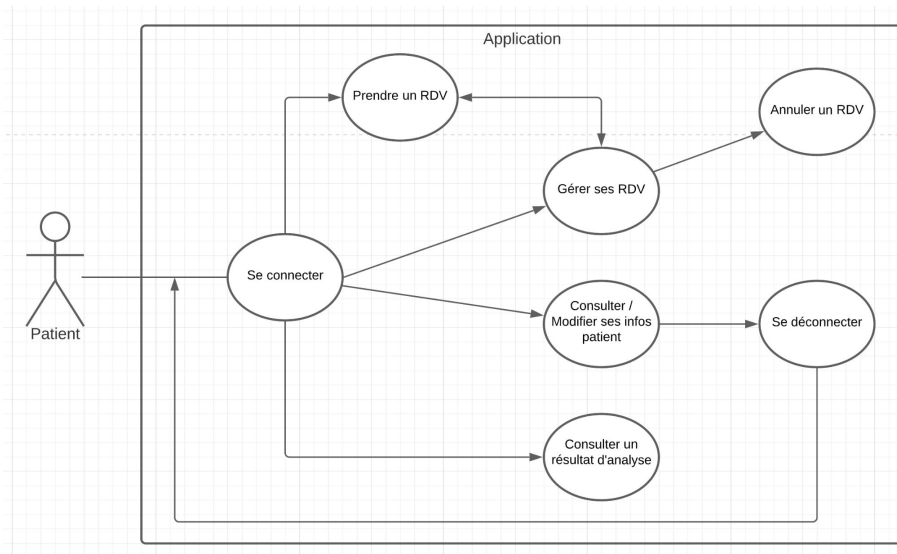 Application
Prendre un RDV
Annuler un RDV
Gérer ses RDV
Se connecter
Patient
Consulter /
Modifier ses infos
patient
Se déconnecter
Consulter un
résultat d'analyse